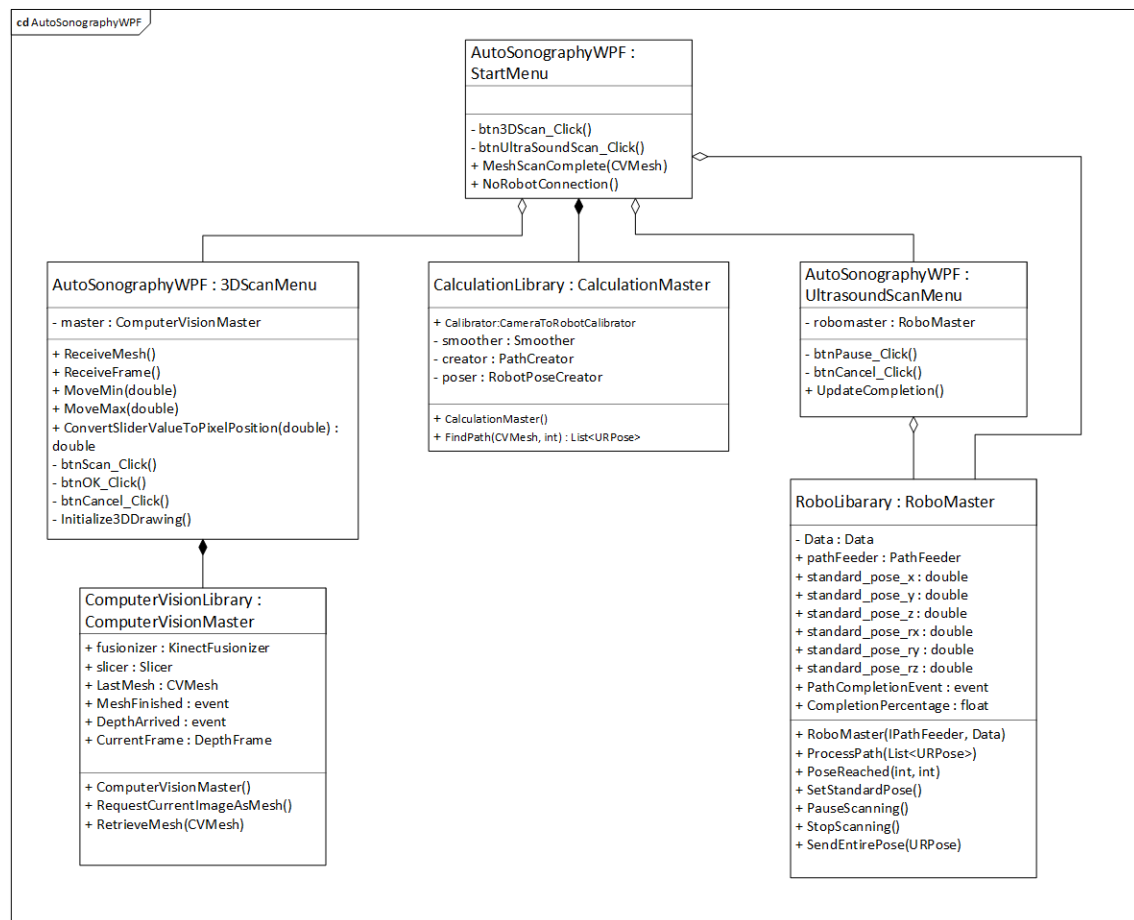 cd AutoSonographyWPF
AutoSonographyWPF :
StartMenu
- btn3DScan_Click()
- btnUltraSoundScan_Click()
+ MeshScanComplete(CVMesh)
+ NoRobotConnection()
AutoSonographyWPF : 3DScanMenu
- master : ComputerVisionMaster
+ ReceiveMesh()
+ ReceiveFrame()
+ MoveMin(double)
+ MoveMax(double)
+ ConvertSliderValueToPixelPosition(double) :
double
- btnScan_Click()
- btnOK_Click()
- btnCancel_Click()
- Initialize3DDrawing()
CalculationLibrary : CalculationMaster
+ Calibrator:CameraToRobotCalibrator
- smoother : Smoother
- creator : PathCreator
- poser : RobotPoseCreator
+ CalculationMaster()
+ FindPath(CVMesh, int) : List<URPose>
AutoSonographyWPF :
UltrasoundScanMenu
- robomaster : RoboMaster
- btnPause_Click()
- btnCancel_Click()
+ UpdateCompletion()
ComputerVisionLibrary :
ComputerVisionMaster
+ fusionizer : KinectFusionizer
+ slicer : Slicer
+ LastMesh : CVMesh
+ MeshFinished : event
+ DepthArrived : event
+ CurrentFrame : DepthFrame
+ ComputerVisionMaster()
+ RequestCurrentImageAsMesh()
+ RetrieveMesh(CVMesh)
RoboLibarary : RoboMaster
- Data : Data
+ pathFeeder : PathFeeder
+ standard_pose_x : double
+ standard_pose_y : double
+ standard_pose_z : double
+ standard_pose_rx : double
+ standard_pose_ry : double
+ standard_pose_rz : double
+ PathCompletionEvent : event
+ CompletionPercentage : float
+ RoboMaster(IPathFeeder, Data)
+ ProcessPath(List<URPose>)
+ PoseReached(int, int)
+ SetStandardPose()
+ PauseScanning()
+ StopScanning()
+ SendEntirePose(URPose)